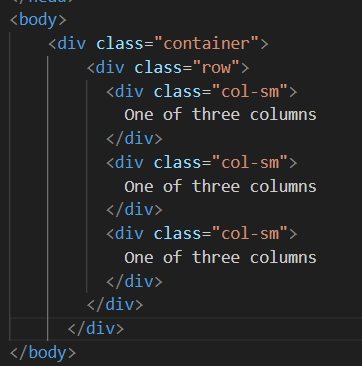 <body>
<div class="container">
<div class="row">
<div class="col-sm">
One of three columns
</div>
<div class="col-sm">
One of three columns
</div>
<div class="col-sm">
One of three columns
</div>
</div>
</div>
</body>